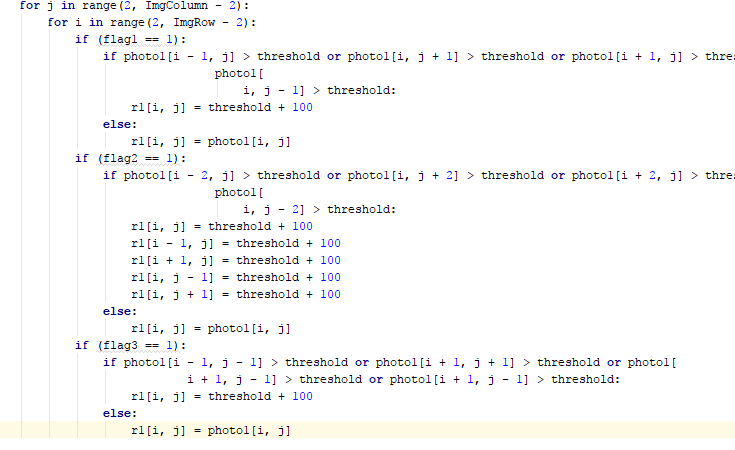 for j in range(2, ImgColumn - 2):
for i in range(2, ImgRow - 2):
if (flag1 == 1):
if photo1[i - 1, j] > threshold or photo1[i, j + 1] > threshold or photo1[i + 1, j] > thre
photo1[
i, j - 1] > threshold:
r1[i, j] = threshold + 100
else:
r1[i, j] = photo1[i, j]
if (flag2 == 1):
if photo1[i - 2, j] > threshold or photo1[i, j + 2] > threshold or photo1[i + 2, j] > thre
photo1[
i, j - 2] > threshold:
r1[i, j] = threshold + 100
r1[i - 1, j] = threshold + 100
r1[i + 1, j] = threshold + 100
r1[i, j - 1] = threshold + 100
r1[i, j + 1] = threshold + 100
else:
r1[i, j] = photo1[i, j]
if (flag3 == 1):
if photo1[i - 1, j - 1] > threshold or photo1[i + 1, j + 1] > threshold or photo1[
i + 1, j - 1] > threshold or photo1[i + 1, j - 1] > threshold:
r1[i, j] = threshold + 100
else:
r1[i, j] = photo1[i, j]